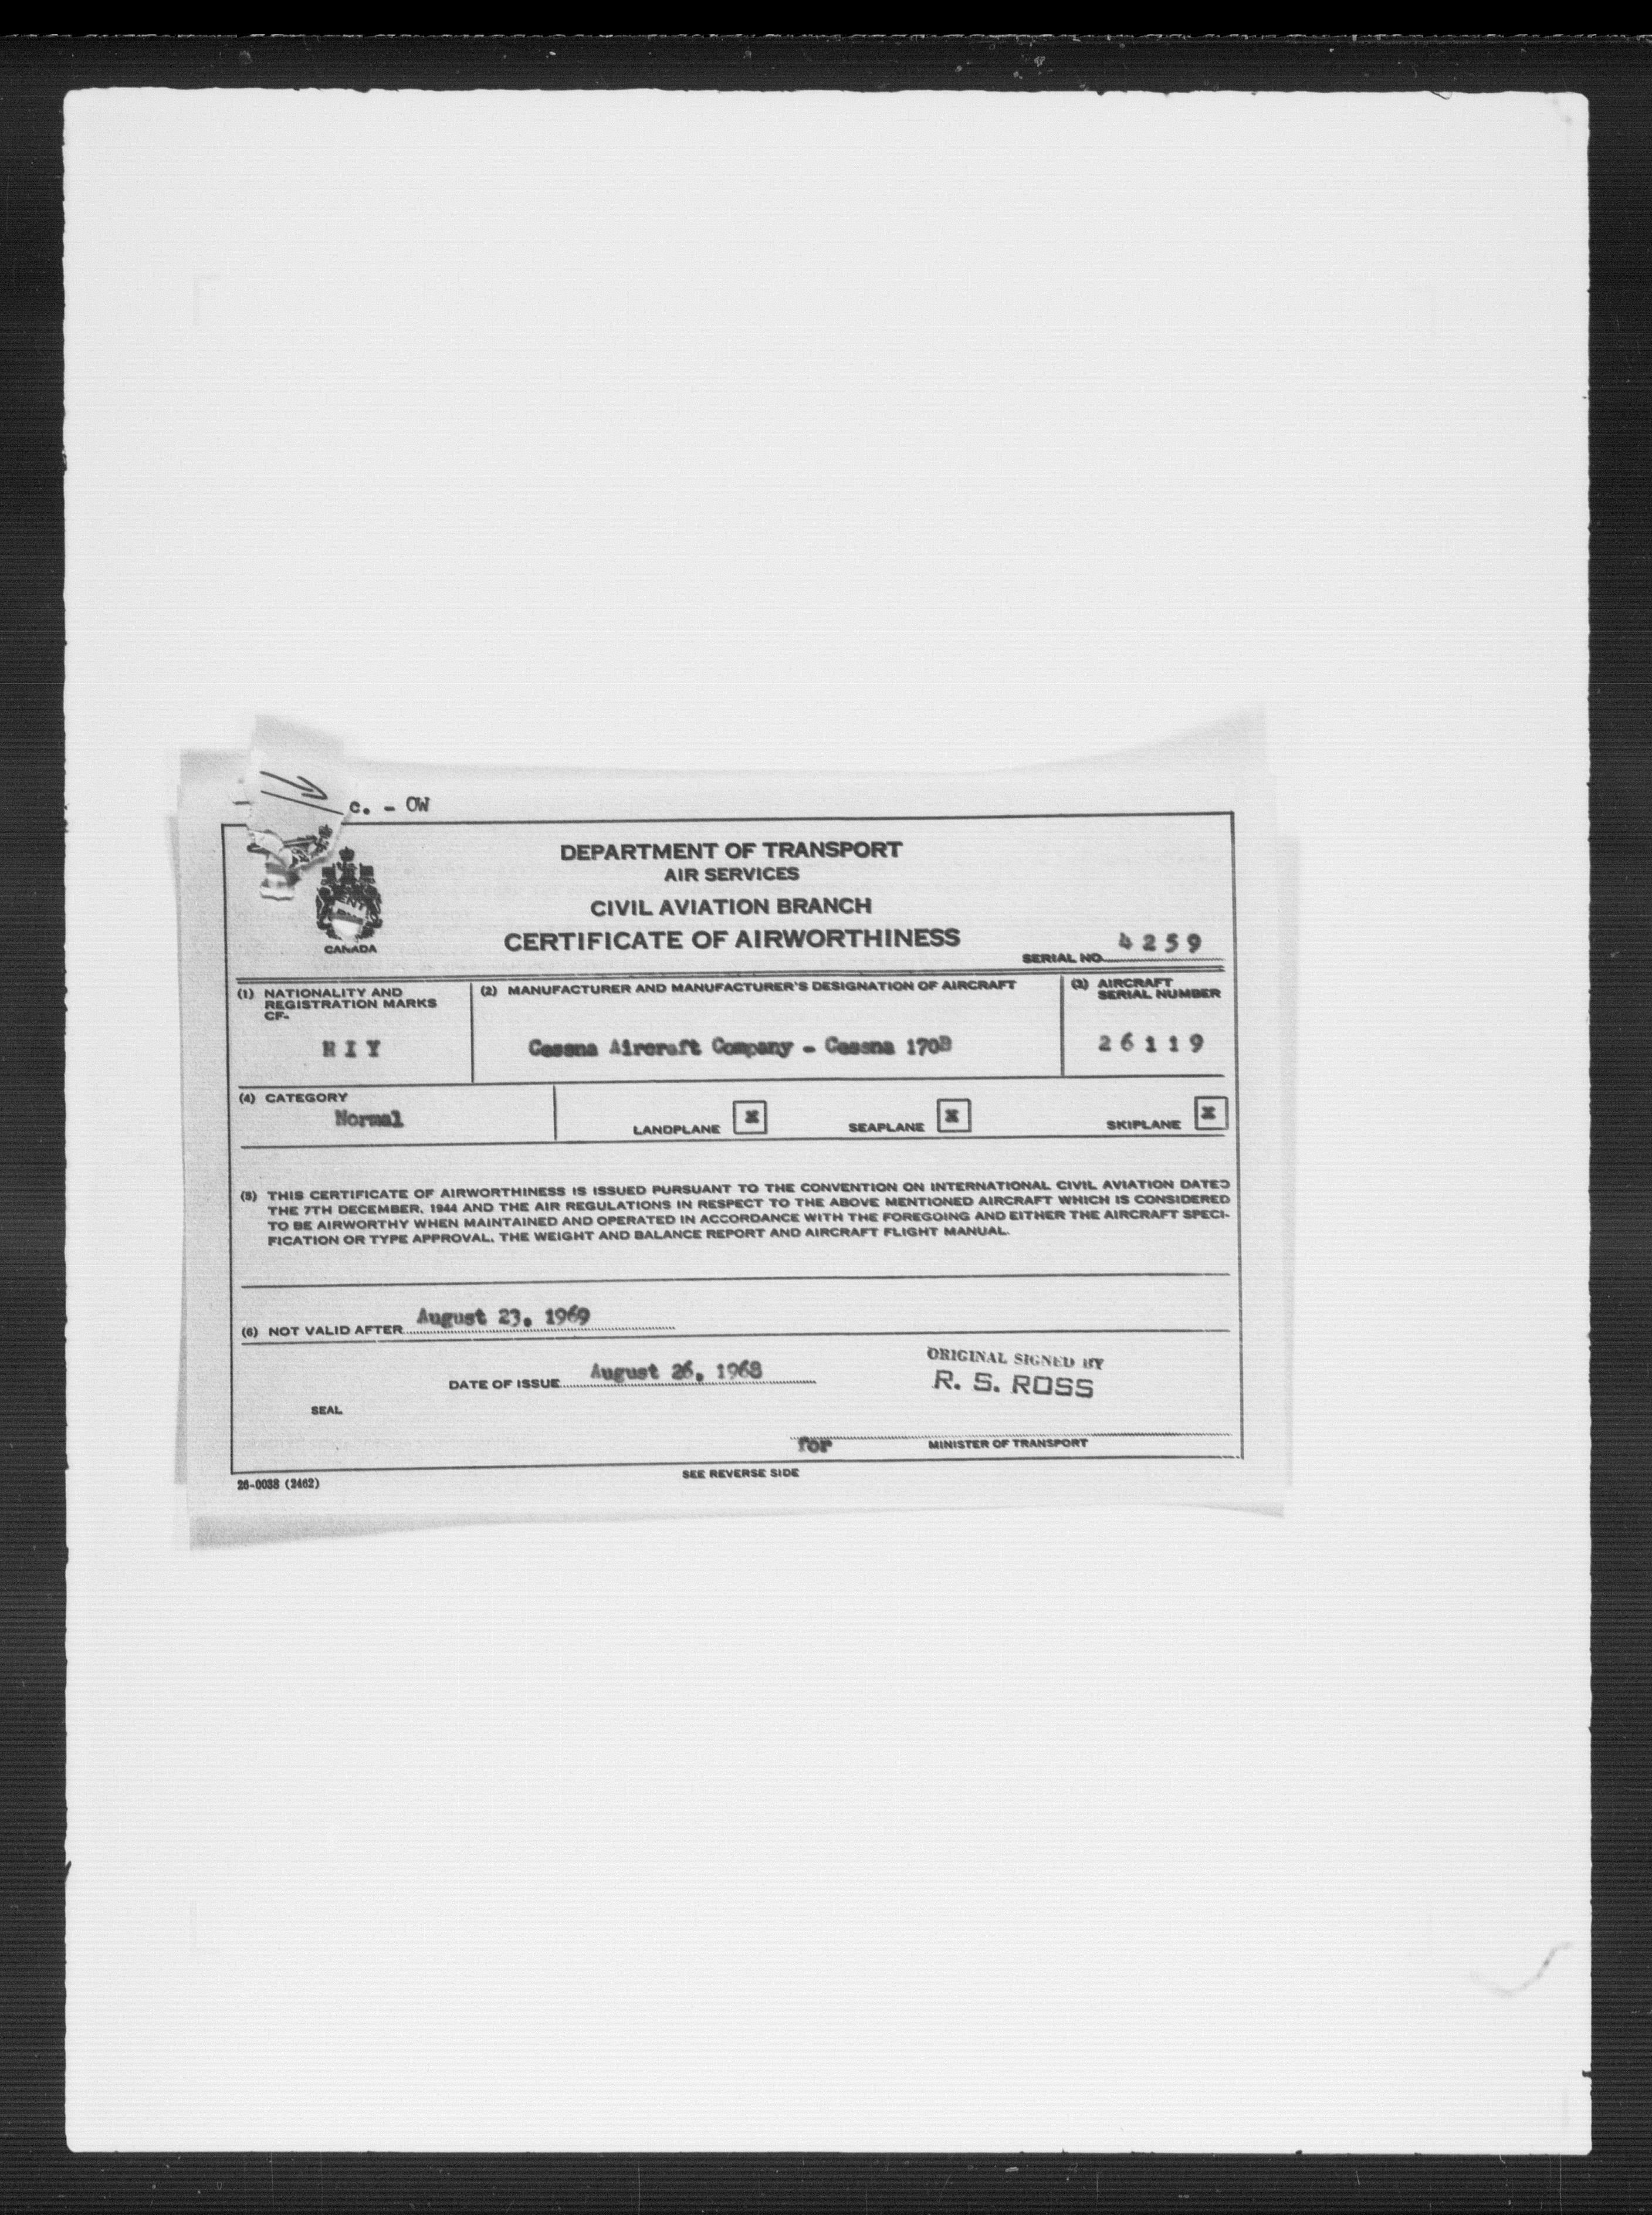 c. - OW
DEPARTMENT OF TRANSPORT
AIR SERVICES
CIVIL AVIATION BRANCH
CERTIFICATE OF AIRWORTHINESS
CANADA
SERIAL NO. 4259
(1) NATIONALITY AND
REGISTRATION MARKS
CF-
H I Y
(2) MANUFACTURER AND MANUFACTURER'S DESIGNATION OF AIRCRAFT
Cessna Aircraft Company - Cessna 170B
(3) AIRCRAFT
SERIAL NUMBER
26119
(4) CATEGORY
Normal
LANDPLANE X SEAPLANE X SKIPLANE X
(5) THIS CERTIFICATE OF AIRWORTHINESS IS ISSUED PURSUANT TO THE CONVENTION ON INTERNATIONAL CIVIL AVIATION DATED
THE 7TH DECEMBER, 1944 AND THE AIR REGULATIONS IN RESPECT TO THE ABOVE MENTIONED AIRCRAFT WHICH IS CONSIDERED
TO BE AIRWORTHY WHEN MAINTAINED AND OPERATED IN ACCORDANCE WITH THE FOREGOING AND EITHER THE AIRCRAFT SPECI-
FICATION OR TYPE APPROVAL, THE WEIGHT AND BALANCE REPORT AND AIRCRAFT FLIGHT MANUAL.
(6) NOT VALID AFTER August 23, 1969
DATE OF ISSUE August 26, 1968
ORIGINAL SIGNED BY
R. S. ROSS
SEAL
for MINISTER OF TRANSPORT
26-0038 (2462)
SEE REVERSE SIDE